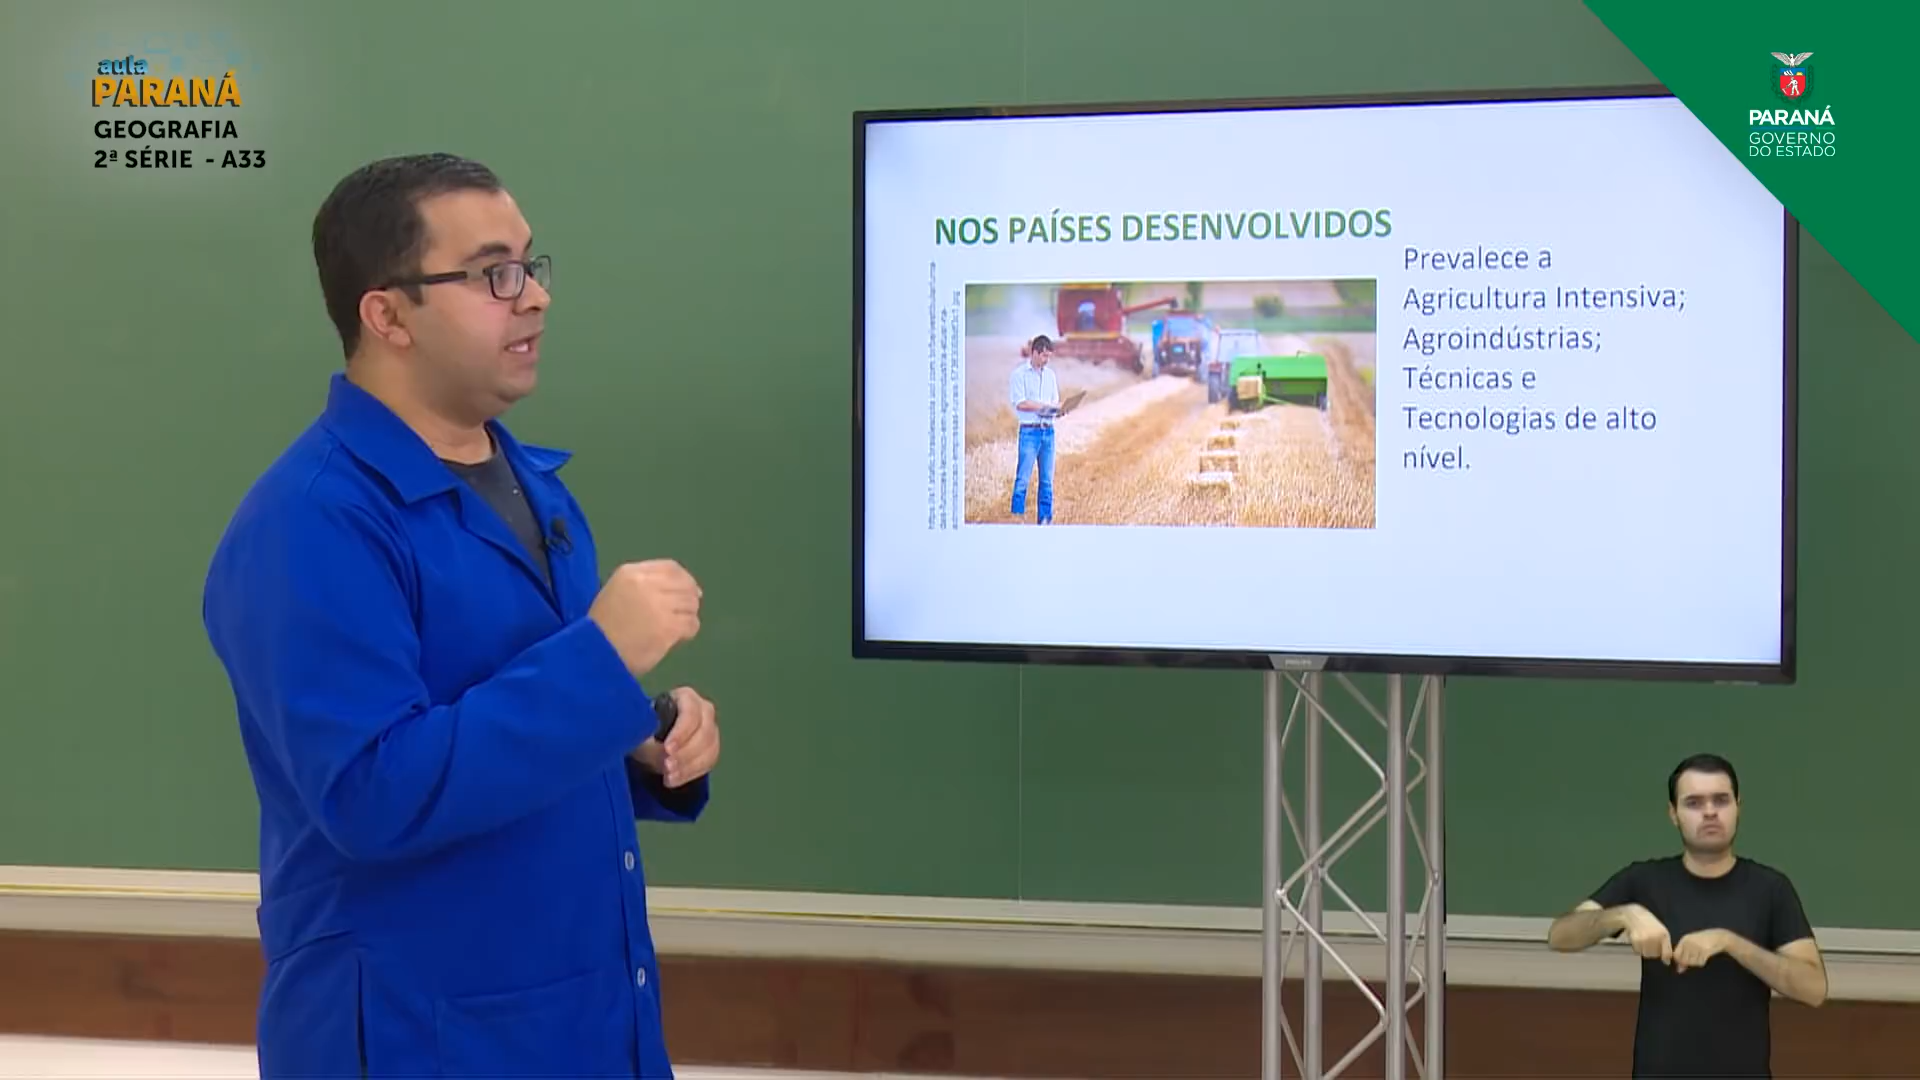 aula
PARANÁ
GEOGRAFIA
2ª SÉRIE - A33
PARANÁ
GOVERNO
DO ESTADO
NOS PAÍSES DESENVOLVIDOS
Prevalece a
Agricultura Intensiva;
Agroindústrias;
Técnicas e
Tecnologias de alto
nível.
PHILIPS